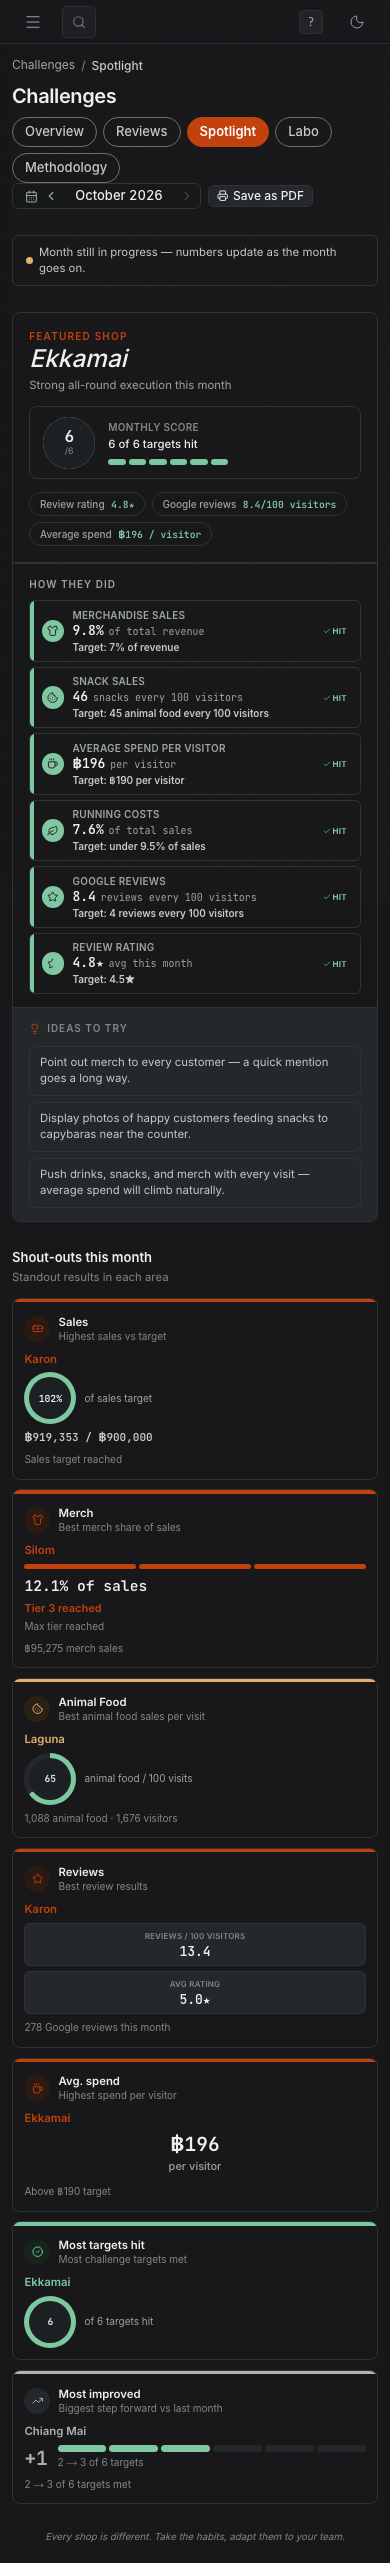 ?
Challenges / Spotlight
Challenges
Overview
Reviews
Spotlight
Labo
Methodology
October 2026
Save as PDF
Month still in progress — numbers update as the month
goes on.
FEATURED SHOP
Ekkamai
Strong all-round execution this month
6
/6
MONTHLY SCORE
6 of 6 targets hit
Review rating 4.8★
Google reviews 8.4/100 visitors
Average spend ฿196 / visitor
HOW THEY DID
MERCHANDISE SALES
9.8% of total revenue
Target: 7% of revenue
✓ HIT
SNACK SALES
46 snacks every 100 visitors
Target: 45 animal food every 100 visitors
✓ HIT
AVERAGE SPEND PER VISITOR
฿196 per visitor
Target: ฿190 per visitor
✓ HIT
RUNNING COSTS
7.6% of total sales
Target: under 9.5% of sales
✓ HIT
GOOGLE REVIEWS
8.4 reviews every 100 visitors
Target: 4 reviews every 100 visitors
✓ HIT
REVIEW RATING
4.8★ avg this month
Target: 4.5★
✓ HIT
IDEAS TO TRY
Point out merch to every customer — a quick mention
goes a long way.
Display photos of happy customers feeding snacks to
capybaras near the counter.
Push drinks, snacks, and merch with every visit —
average spend will climb naturally.
Shout-outs this month
Standout results in each area
Sales
Highest sales vs target
Karon
102%
of sales target
฿919,353 / ฿900,000
Sales target reached
Merch
Best merch share of sales
Silom
12.1% of sales
Tier 3 reached
Max tier reached
฿95,275 merch sales
Animal Food
Best animal food sales per visit
Laguna
65
animal food / 100 visits
1,088 animal food · 1,676 visitors
Reviews
Best review results
Karon
REVIEWS / 100 VISITORS
13.4
AVG RATING
5.0★
278 Google reviews this month
Avg. spend
Highest spend per visitor
Ekkamai
฿196
per visitor
Above ฿190 target
Most targets hit
Most challenge targets met
Ekkamai
6
of 6 targets hit
Most improved
Biggest step forward vs last month
Chiang Mai
+1
2 → 3 of 6 targets
2 → 3 of 6 targets met
Every shop is different. Take the habits, adapt them to your team.